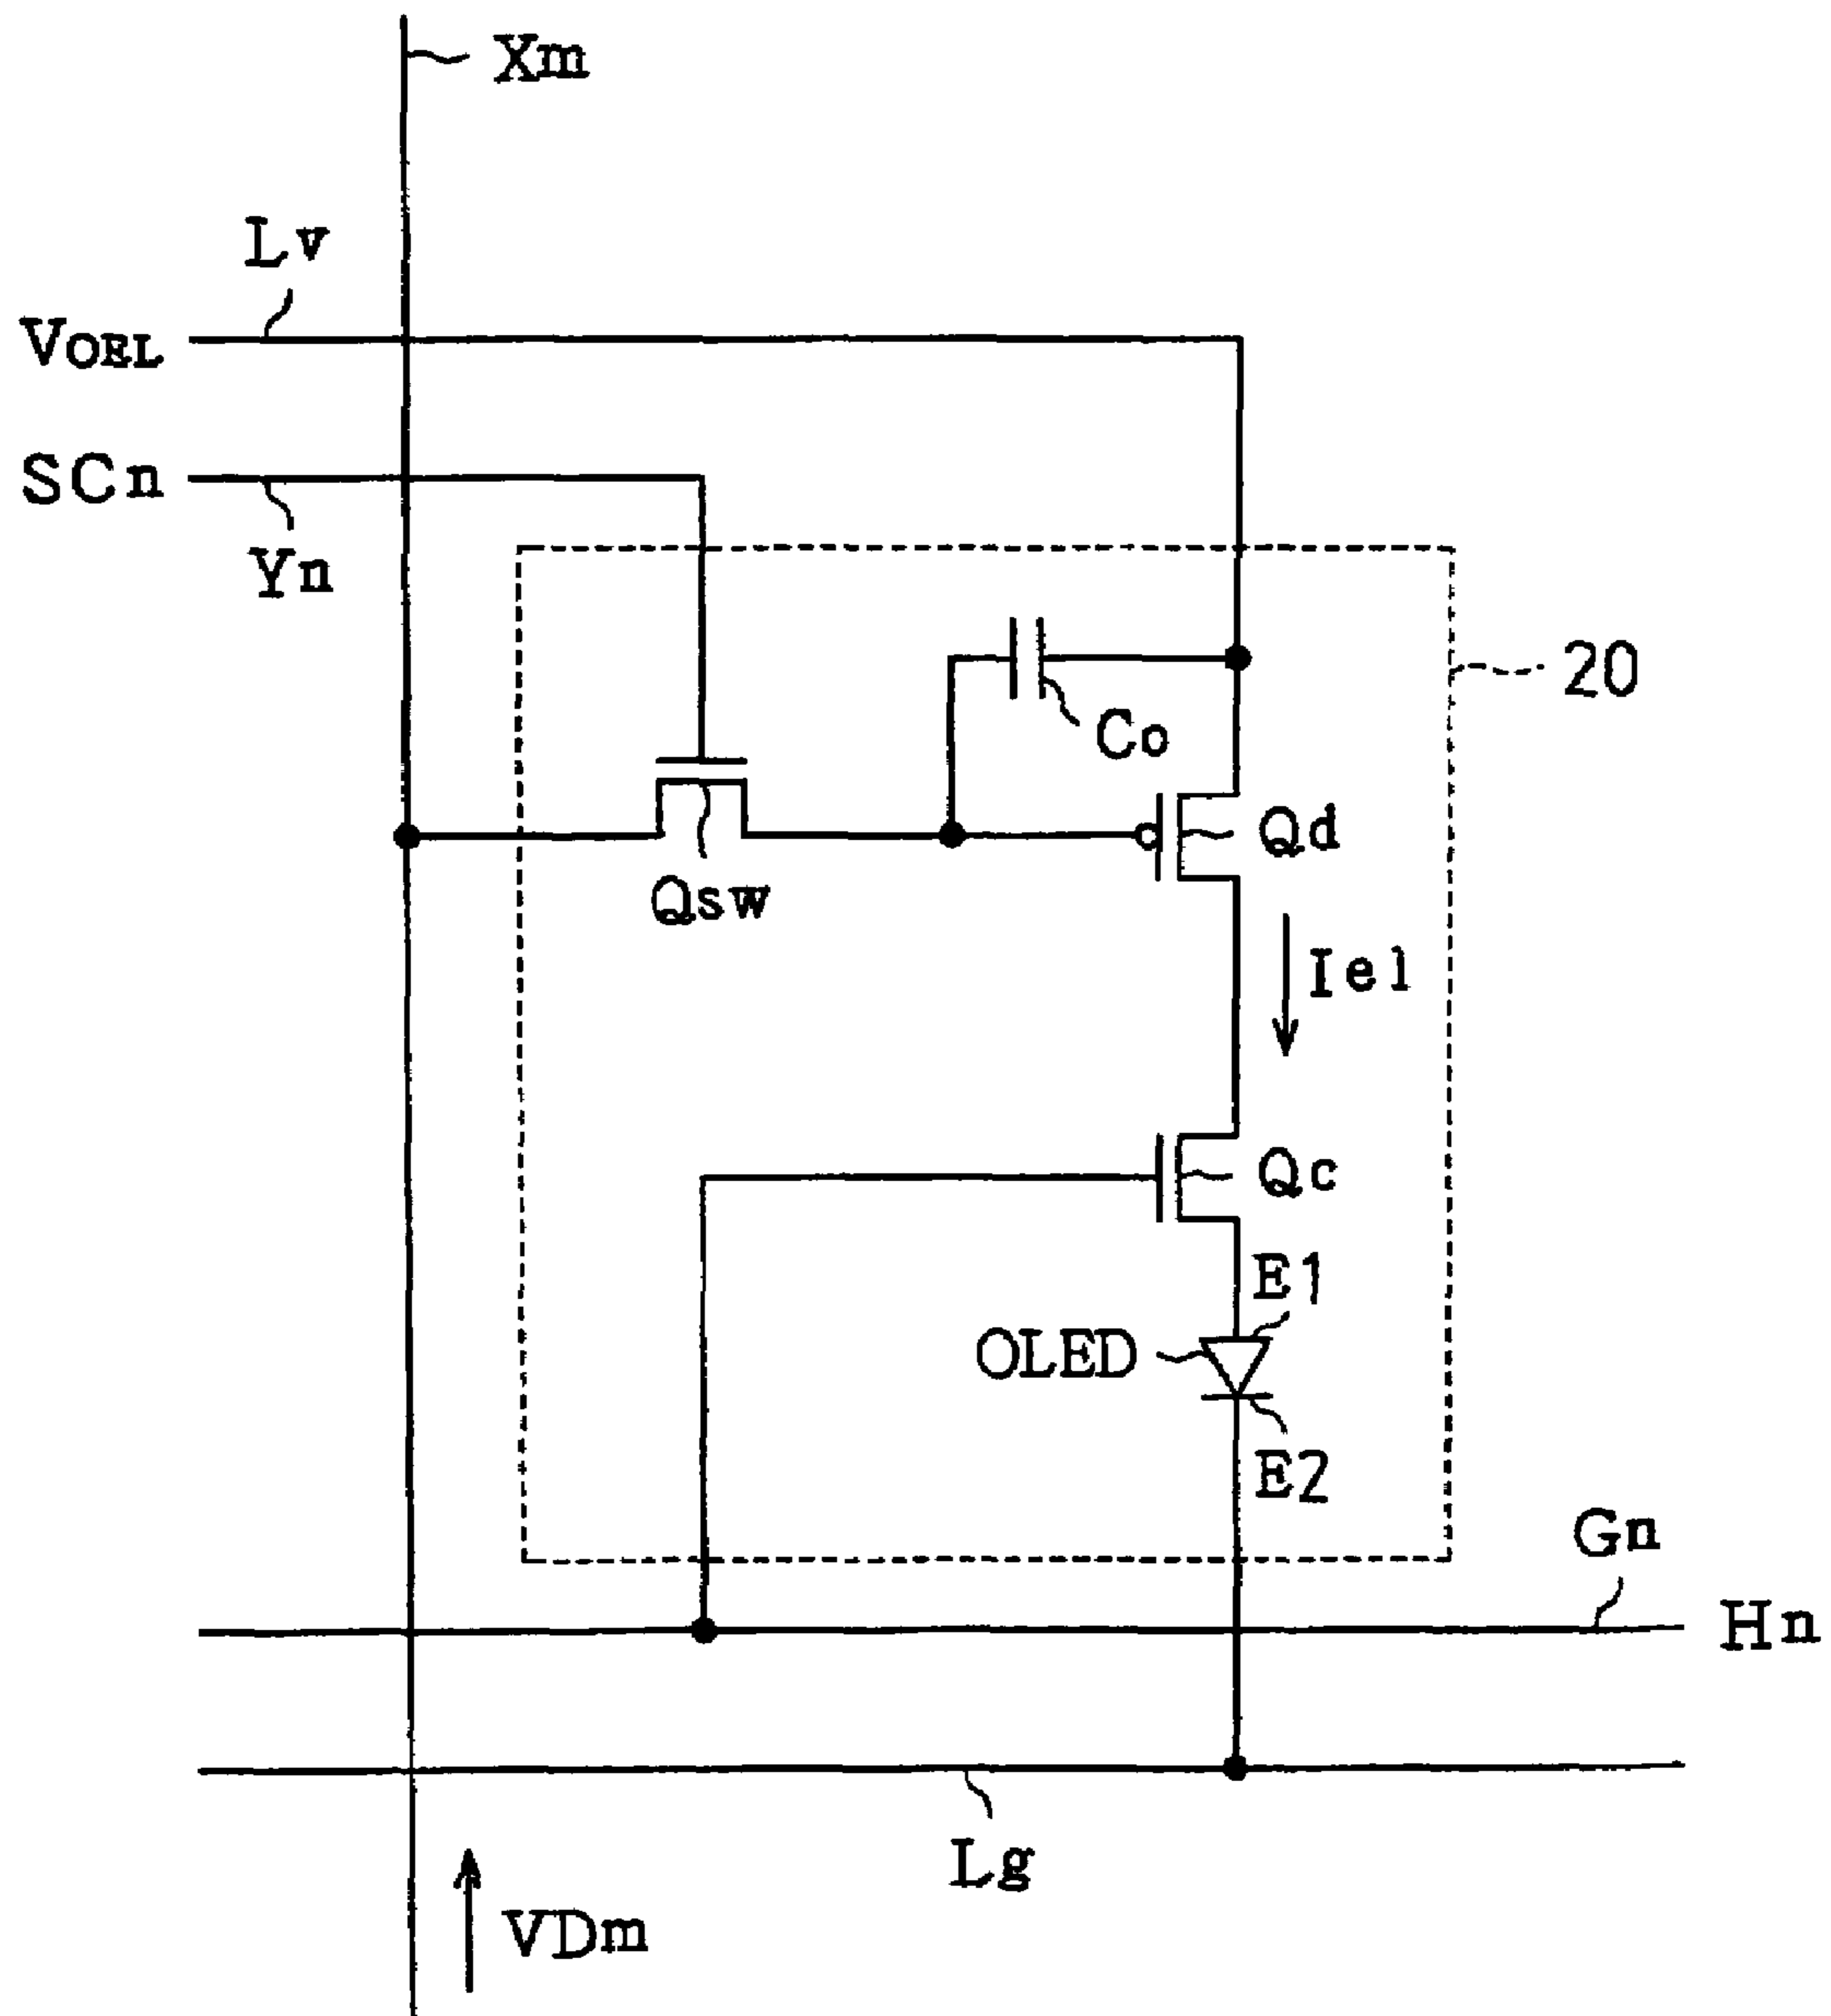 Xm
Lv
VOEL
SCn
Yn
20
Co
Qd
Qsw
Iel
Qc
E1
OLED
E2
Gn
Hn
Lg
VDm